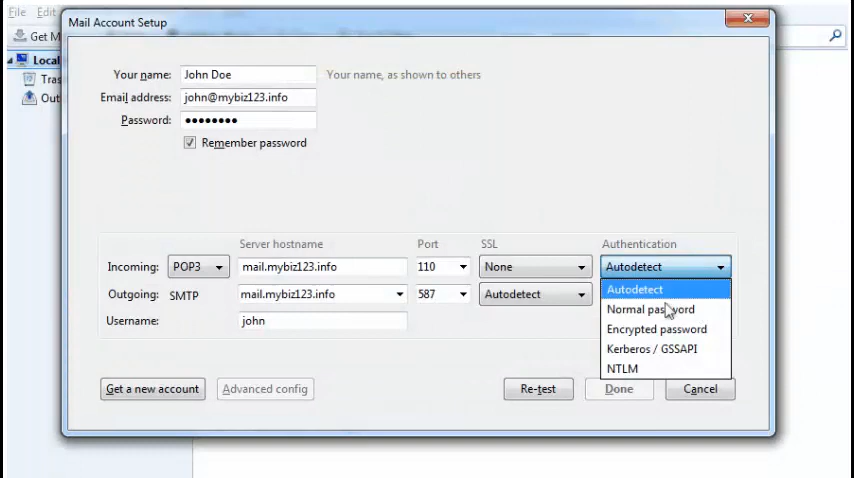 File Edit
Mail Account Setup
Get M
Local
Tras
Out
Your name: John Doe Your name, as shown to others
Email address: john@mybiz123.info
Password: ••••••••
Remember password
Server hostname Port SSL Authentication
Incoming: POP3 mail.mybiz123.info 110 None Autodetect
Outgoing: SMTP mail.mybiz123.info 587 Autodetect
Username: john
Autodetect
Normal password
Encrypted password
Kerberos / GSSAPI
NTLM
Get a new account Advanced config Re-test Done Cancel